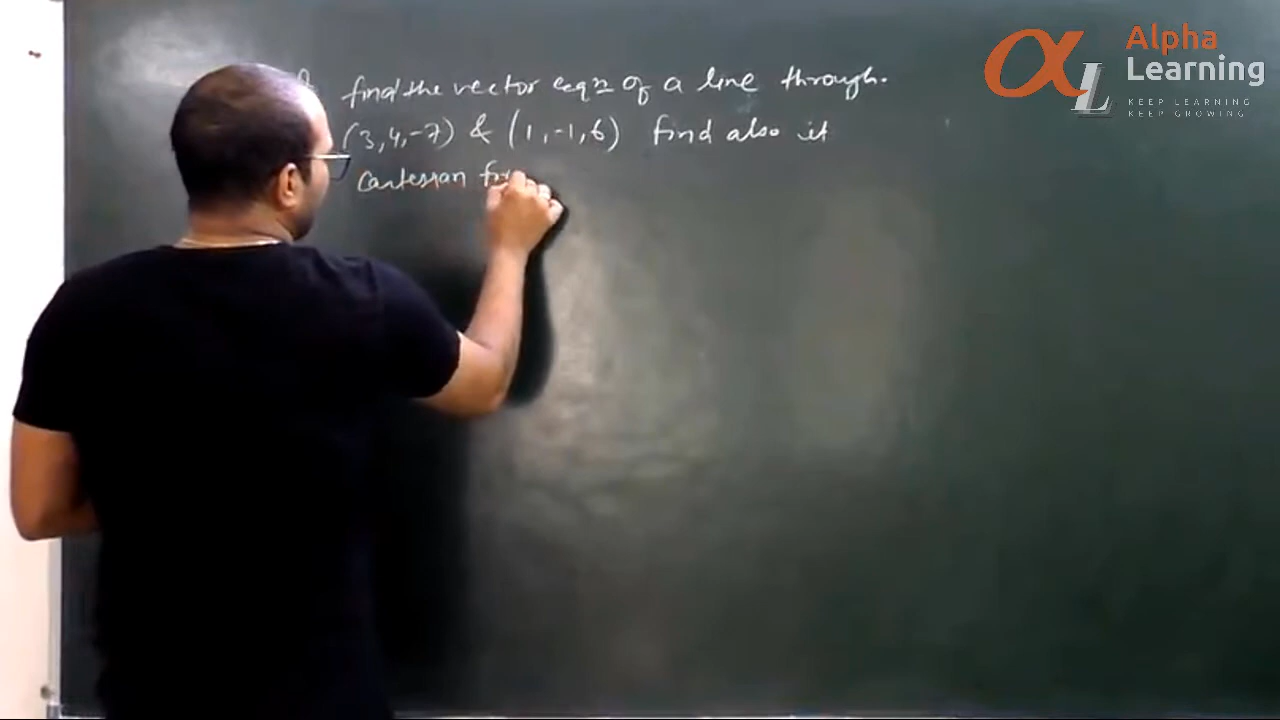 find the vector eqn of a line through.
(3,4,-7) & (1,-1,6) find also it
Cartesian
Alpha
Learning
KEEP LEARNING
KEEP GROWING